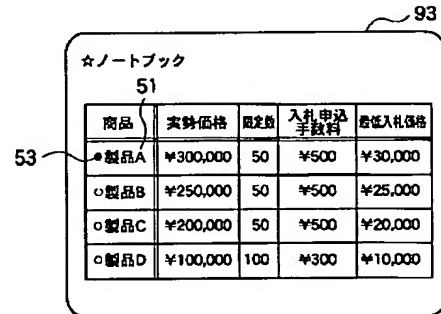 93
☆ノートブック
51
商品 実勢価格 限定数 入札申込手数料 最低入札価格
53
●製品A ¥300,000 50 ¥500 ¥30,000
○製品B ¥250,000 50 ¥500 ¥25,000
○製品C ¥200,000 50 ¥500 ¥20,000
○製品D ¥100,000 100 ¥300 ¥10,000